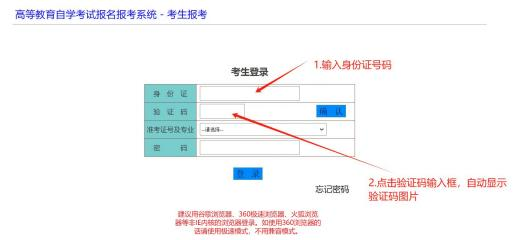 高等教育自学考试报名报考系统 - 考生报考
1.输入身份证号码
考生登录
身 份 证
验 证 码
确 认
准考证号及专业
--请选择--
密 码
登 录
2.点击验证码输入框，自动显示
验证码图片
忘记密码
建议用谷歌浏览器、360极速浏览器、火狐浏览
器等非IE内核的浏览器登录。如使用360浏览器的
话请使用极速模式，不用兼容模式。